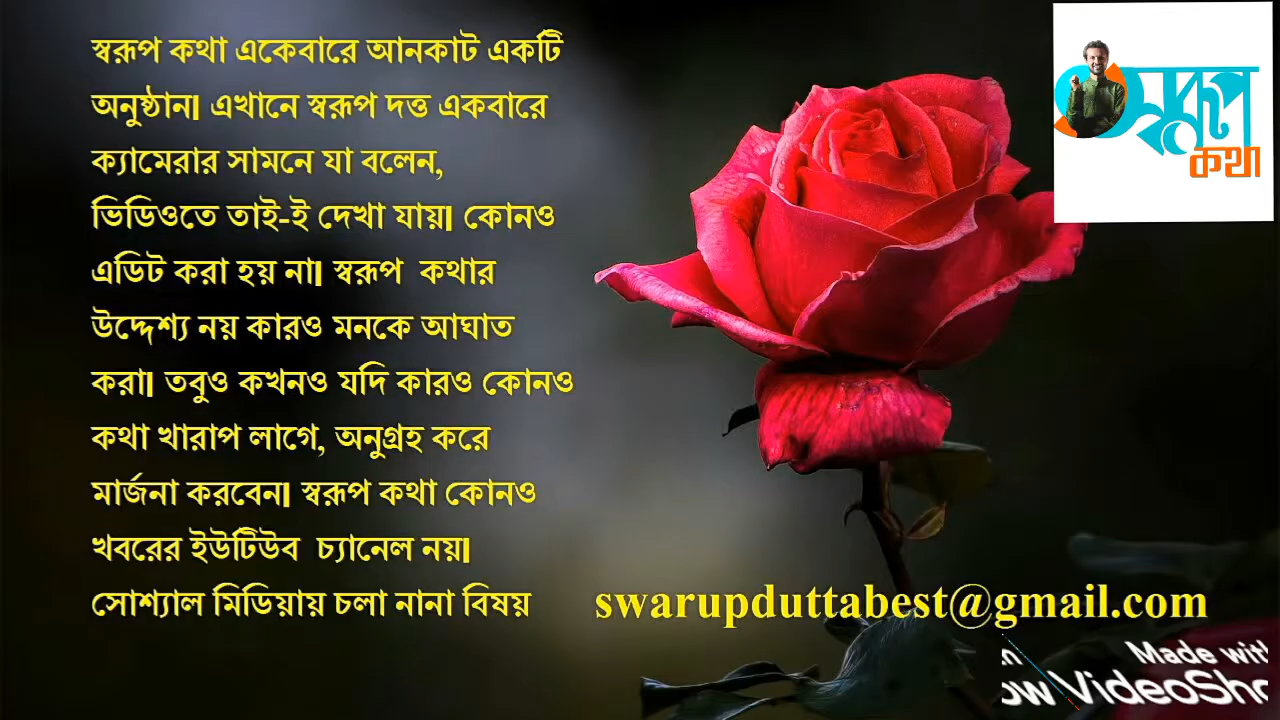 স্বরূপ কথা একেবারে আনকাট একটি
অনুষ্ঠান। এখানে স্বরূপ দত্ত একবারে
ক্যামেরার সামনে যা বলেন,
ভিডিওতে তাই-ই দেখা যায়। কোনও
এডিট করা হয় না। স্বরূপ কথার
উদ্দেশ্য নয় কারও মনকে আঘাত
করা। তবুও কখনও যদি কারও কোনও
কথা খারাপ লাগে, অনুগ্রহ করে
মার্জনা করবেন। স্বরূপ কথা কোনও
খবরের ইউটিউব চ্যানেল নয়।
সোশ্যাল মিডিয়ায় চলা নানা বিষয়
স্বরূপ
কথা
swarupduttabest@gmail.com
Made with
VideoSho